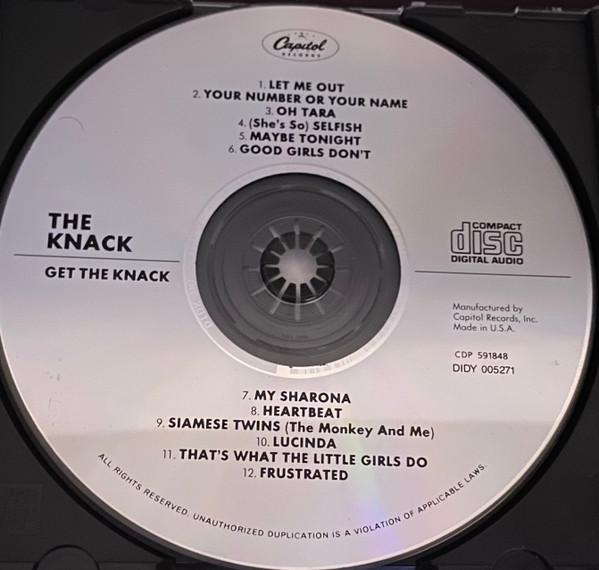 Capitol
RECORDS
1. LET ME OUT
2. YOUR NUMBER OR YOUR NAME
3. OH TARA
4. (She's So) SELFISH
5. MAYBE TONIGHT
6. GOOD GIRLS DON'T
THE
KNACK
GET THE KNACK
COMPACT
disc
DIGITAL AUDIO
Manufactured by
Capitol Records, Inc.
Made in U.S.A.
CDP 591848
DIDY 005271
7. MY SHARONA
8. HEARTBEAT
9. SIAMESE TWINS (The Monkey And Me)
10. LUCINDA
11. THAT'S WHAT THE LITTLE GIRLS DO
12. FRUSTRATED
ALL RIGHTS RESERVED. UNAUTHORIZED DUPLICATION IS A VIOLATION OF APPLICABLE LAWS.